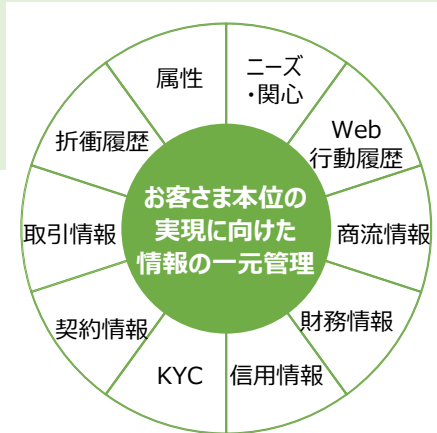 属性
ニーズ
・関心
Web
行動履歴
商流情報
財務情報
信用情報
KYC
契約情報
取引情報
折衝履歴
お客さま本位の
実現に向けた
情報の一元管理